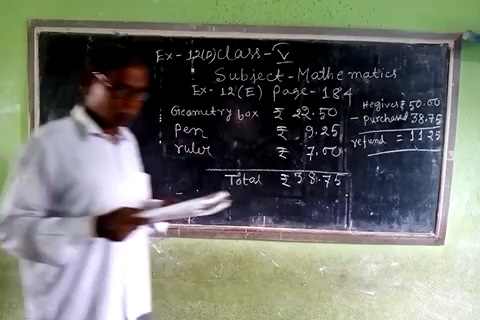 Ex-12(D) Class-V
Subject-Mathematics
Ex-12(E) Page-184
Geometry box ₹ 22.50
Pen ₹ 9.25
ruler ₹ 7.00
Total ₹ 38.75
He gives ₹ 50.00
- Purchased 38.75
refund = 11.25